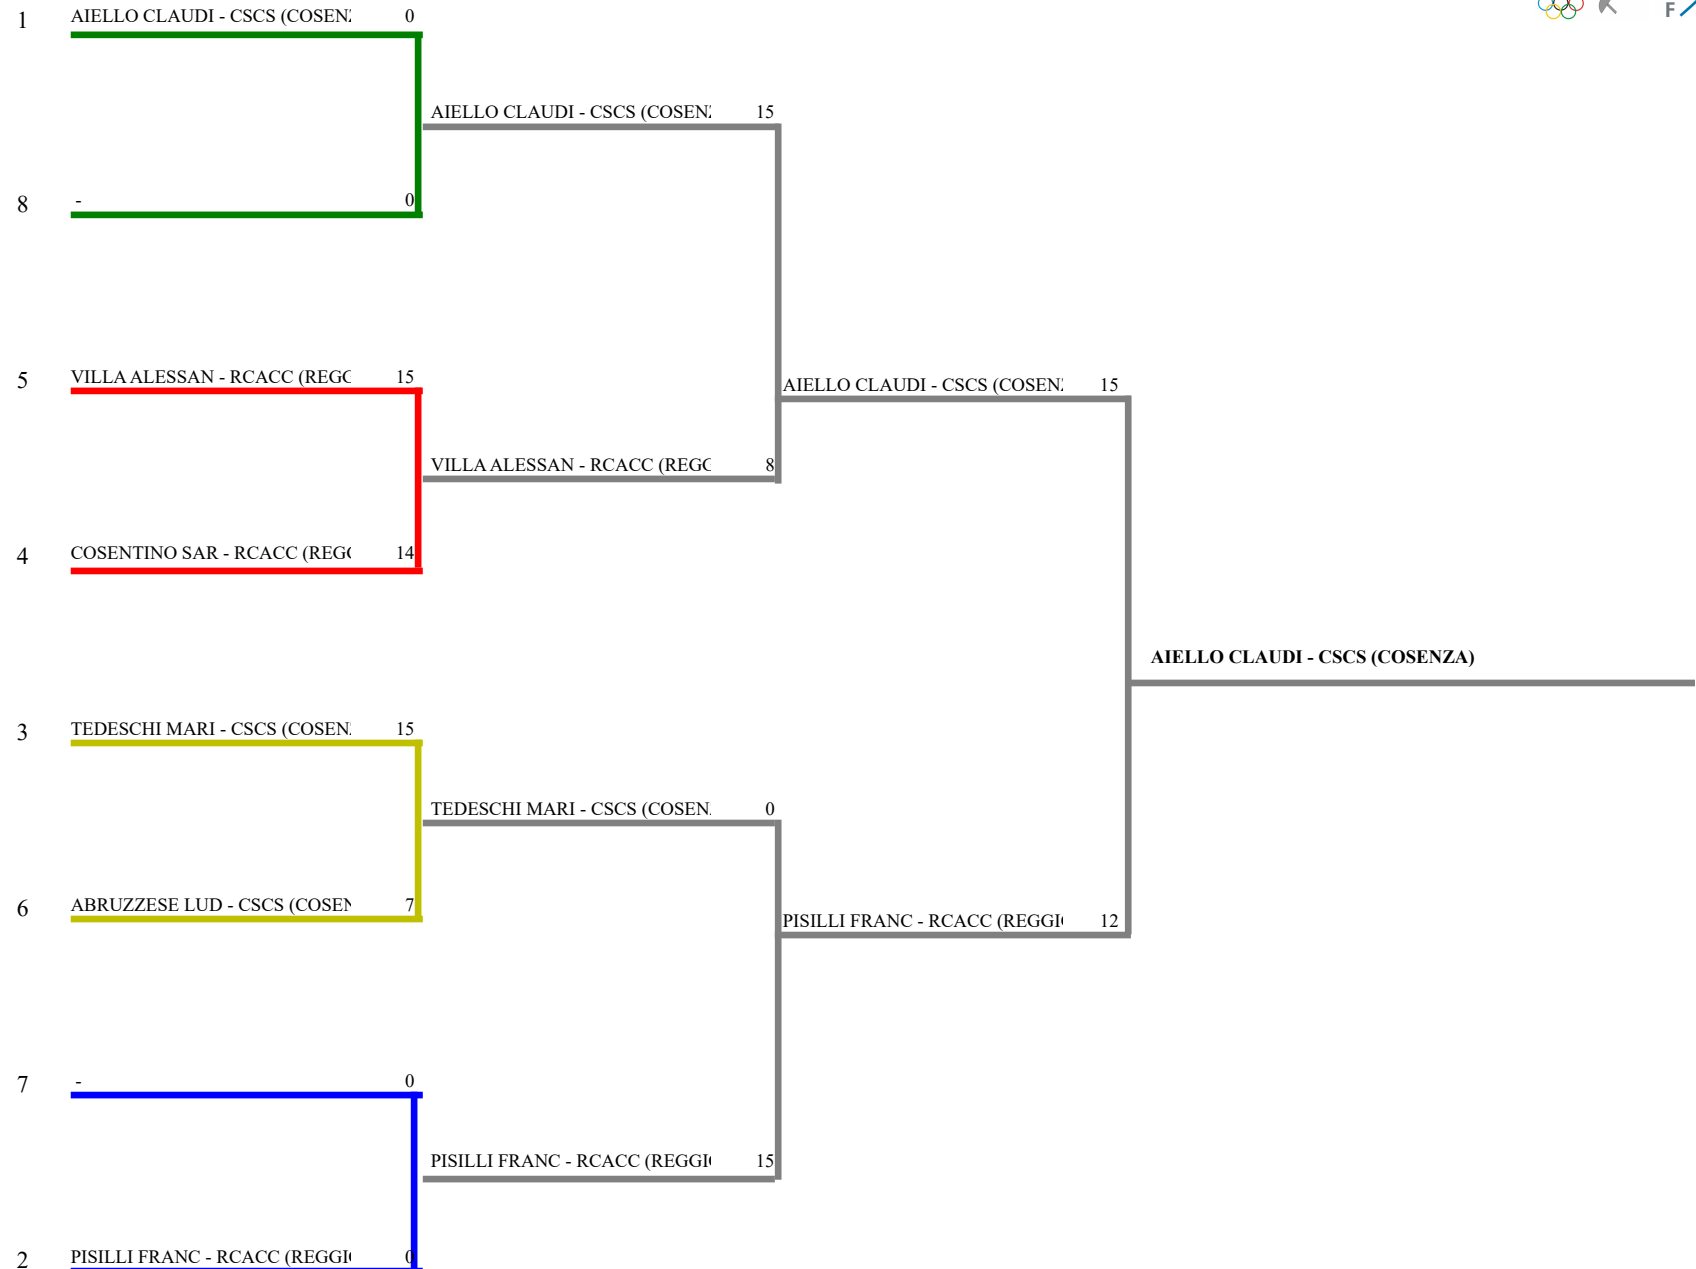 1 AIELLO CLAUDI - CSCS (COSEN 0
F
AIELLO CLAUDI - CSCS (COSEN 15
8 - 0
5 VILLA ALESSAN - RCACC (REGG 15
AIELLO CLAUDI - CSCS (COSEN 15
VILLA ALESSAN - RCACC (REGG 8
4 COSENTINO SAR - RCACC (REG 14
AIELLO CLAUDI - CSCS (COSENZA)
3 TEDESCHI MARI - CSCS (COSEN 15
TEDESCHI MARI - CSCS (COSEN 0
6 ABRUZZESE LUD - CSCS (COSEN 7
PISILLI FRANC - RCACC (REGGI 12
7 - 0
PISILLI FRANC - RCACC (REGGI 15
2 PISILLI FRANC - RCACC (REGGI 0